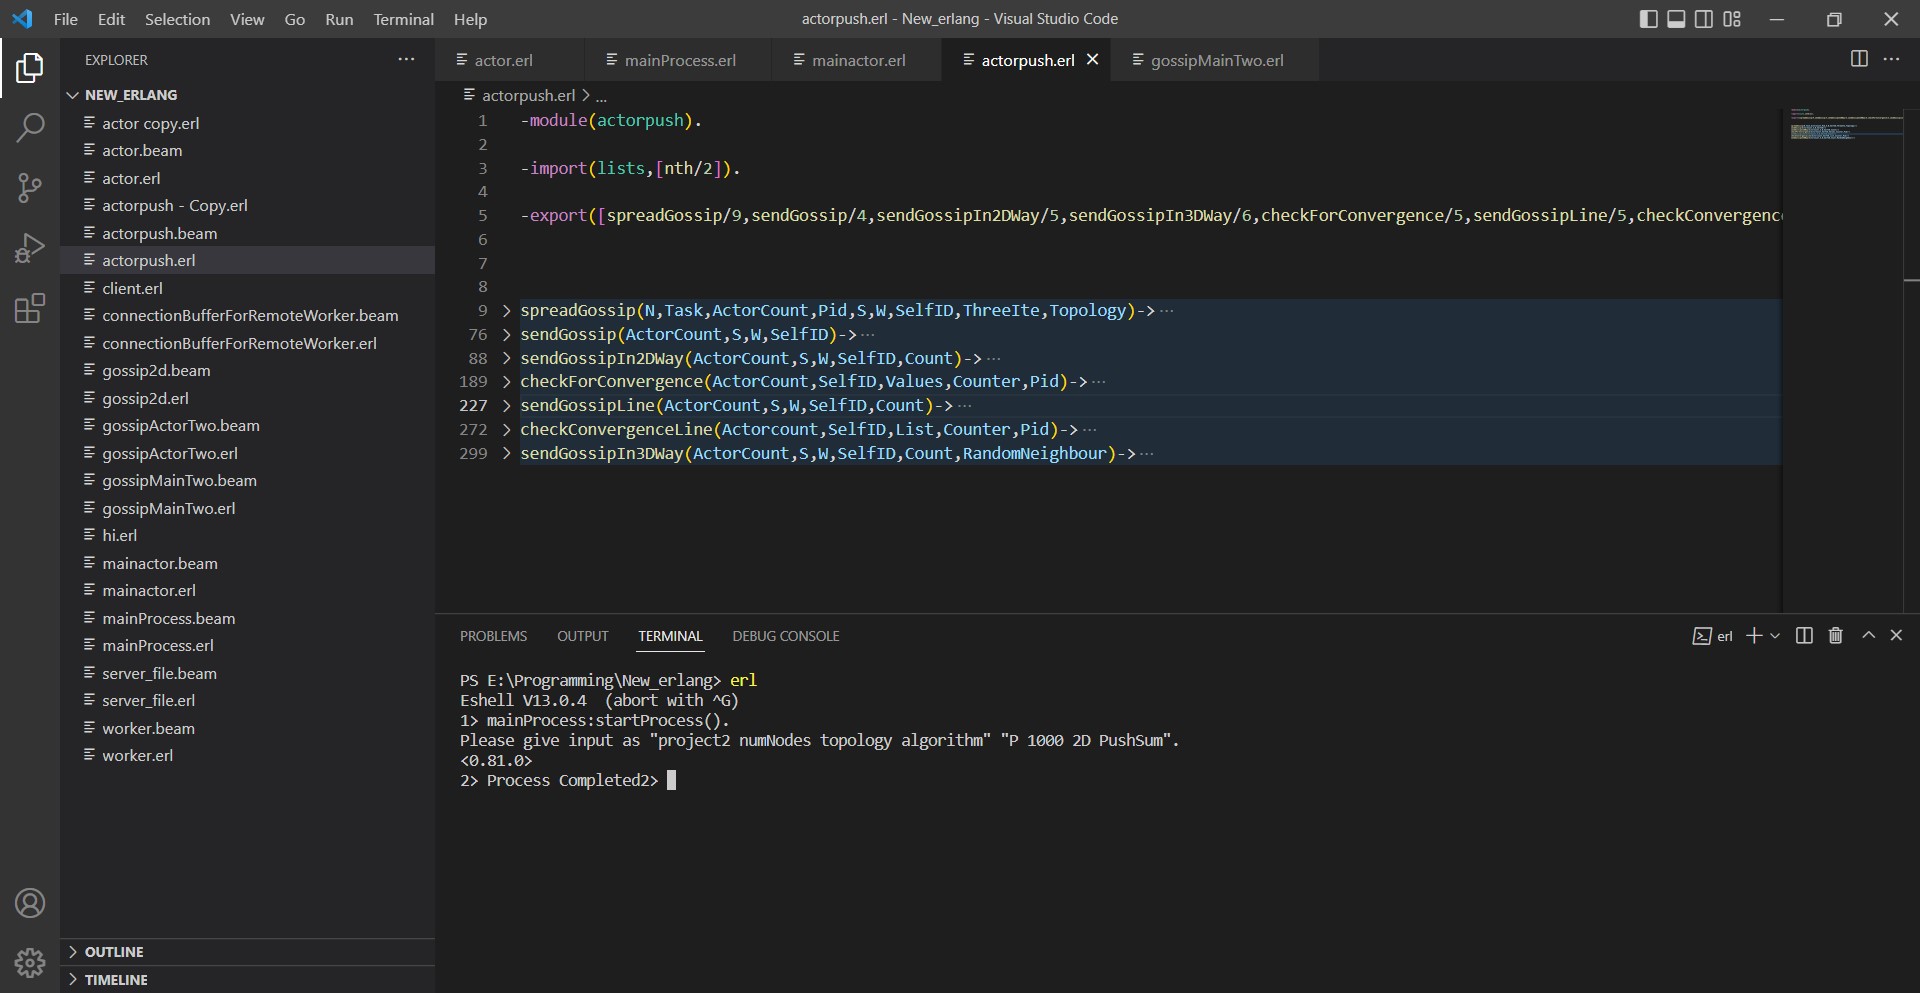 File Edit Selection View Go Run Terminal Help
actorpush.erl - New_erlang - Visual Studio Code
EXPLORER
NEW_ERLANG
actor copy.erl
actor.beam
actor.erl
actorpush - Copy.erl
actorpush.beam
actorpush.erl
client.erl
connectionBufferForRemoteWorker.beam
connectionBufferForRemoteWorker.erl
gossip2d.beam
gossip2d.erl
gossipActorTwo.beam
gossipActorTwo.erl
gossipMainTwo.beam
gossipMainTwo.erl
hi.erl
mainactor.beam
mainactor.erl
mainProcess.beam
mainProcess.erl
server_file.beam
server_file.erl
worker.beam
worker.erl
OUTLINE
TIMELINE
actor.erl mainProcess.erl mainactor.erl actorpush.erl gossipMainTwo.erl
actorpush.erl > ...
1 -module(actorpush).
2
3 -import(lists,[nth/2]).
4
5 -export([spreadGossip/9,sendGossip/4,sendGossipIn2DWay/5,sendGossipIn3DWay/6,checkForConvergence/5,sendGossipLine/5,checkConvergenc
6
7
8
9 > spreadGossip(N,Task,ActorCount,Pid,S,W,SelfID,ThreeIte,Topology)->···
76 > sendGossip(ActorCount,S,W,SelfID)->···
88 > sendGossipIn2DWay(ActorCount,S,W,SelfID,Count)->···
189 > checkForConvergence(ActorCount,SelfID,Values,Counter,Pid)->···
227 > sendGossipLine(ActorCount,S,W,SelfID,Count)->···
272 > checkConvergenceLine(Actorcount,SelfID,List,Counter,Pid)->···
299 > sendGossipIn3DWay(ActorCount,S,W,SelfID,Count,RandomNeighbour)->···
PROBLEMS OUTPUT TERMINAL DEBUG CONSOLE
erl
PS E:\Programming\New_erlang> erl
Eshell V13.0.4 (abort with ^G)
1> mainProcess:startProcess().
Please give input as "project2 numNodes topology algorithm" "P 1000 2D PushSum".
<0.81.0>
2> Process Completed2>